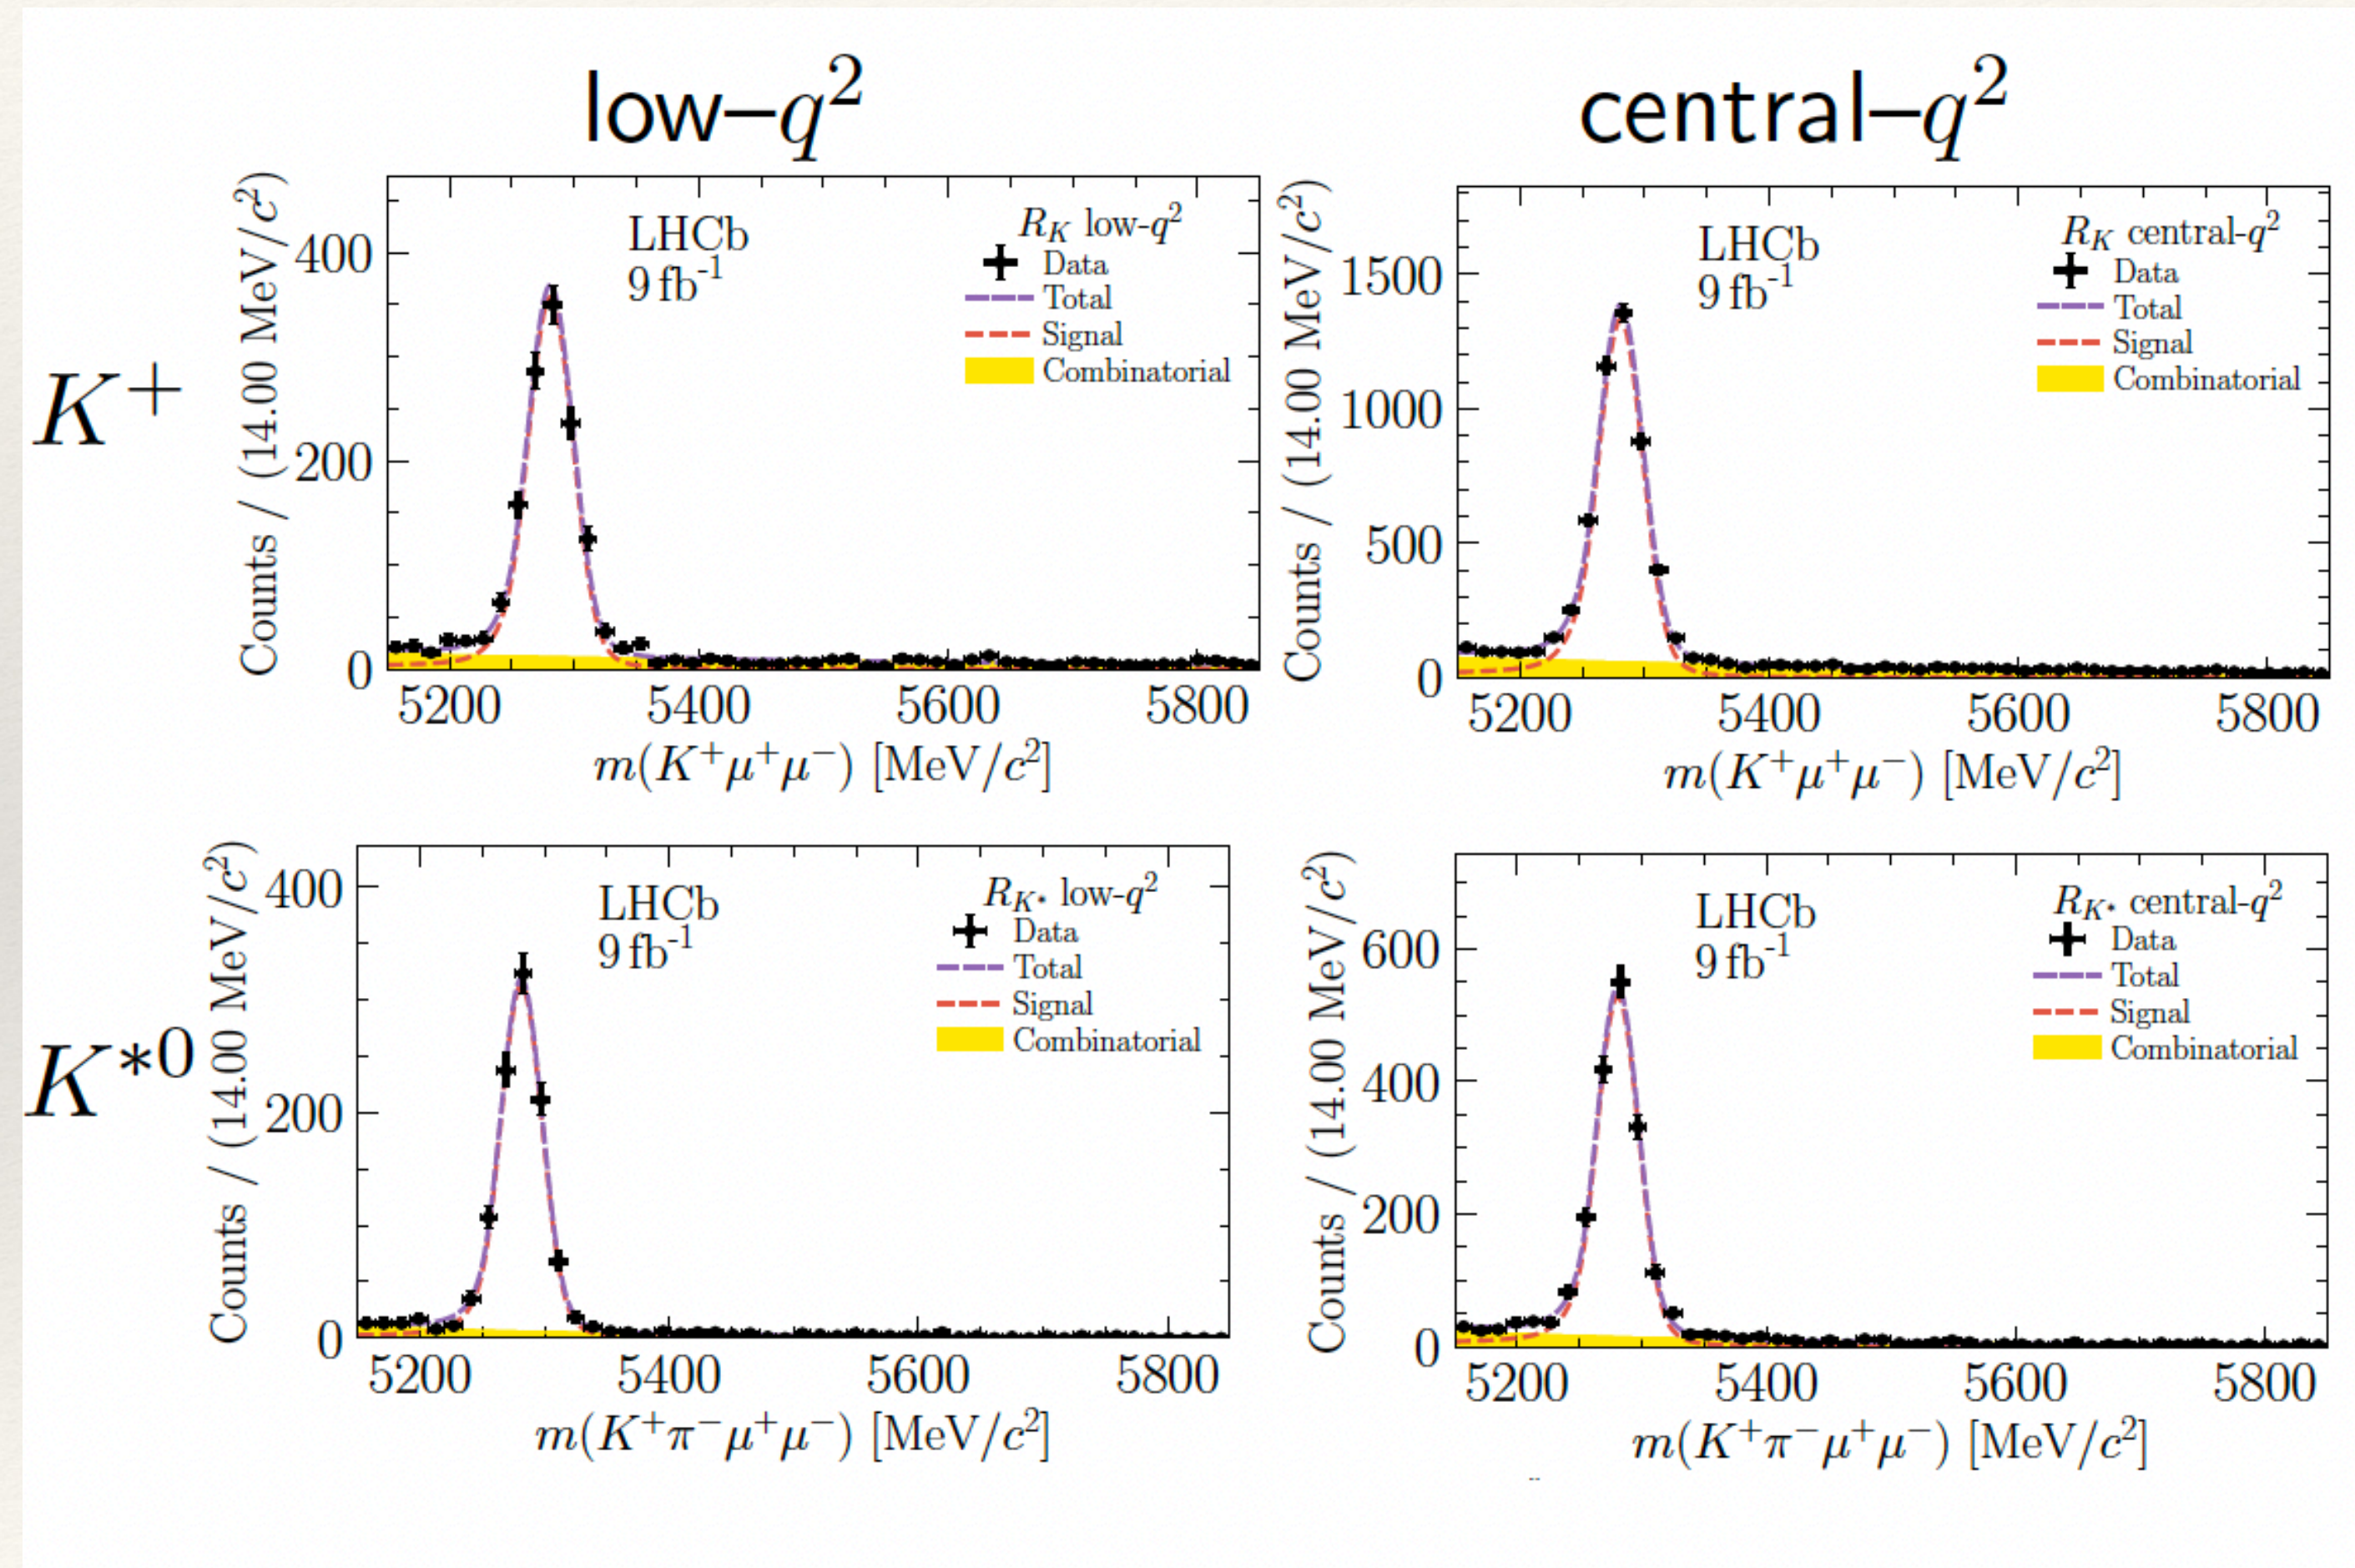 low–q²
central–q²
K⁺
Counts / (14.00 MeV/c²)
400
200
0
LHCb
9 fb⁻¹
R_K low-q²
Data
Total
Signal
Combinatorial
5200 5400 5600 5800
m(K⁺μ⁺μ⁻) [MeV/c²]
Counts / (14.00 MeV/c²)
1500
1000
500
0
LHCb
9 fb⁻¹
R_K central-q²
Data
Total
Signal
Combinatorial
5200 5400 5600 5800
m(K⁺μ⁺μ⁻) [MeV/c²]
K*⁰
Counts / (14.00 MeV/c²)
400
200
0
LHCb
9 fb⁻¹
R_K* low-q²
Data
Total
Signal
Combinatorial
5200 5400 5600 5800
m(K⁺π⁻μ⁺μ⁻) [MeV/c²]
Counts / (14.00 MeV/c²)
600
400
200
0
LHCb
9 fb⁻¹
R_K* central-q²
Data
Total
Signal
Combinatorial
5200 5400 5600 5800
m(K⁺π⁻μ⁺μ⁻) [MeV/c²]